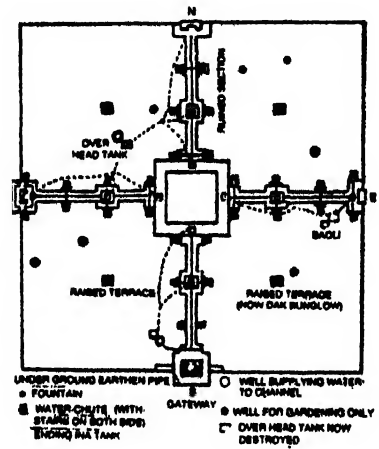 N
RUINED SECTION
OVER
HEAD TANK
E
BAOLI
RAISED TERRACE
RAISED TERRACE
(NOW DAK BUNGLOW)
S
GATEWAY
UNDER GROUND EARTHEN PIPE
FOUNTAIN
WATER-CHUTE (WITH-
STAIRS ON BOTH SIDE)
ENDING IN A TANK
WELL SUPPLYING WATER-
TO CHANNEL
WELL FOR GARDENING ONLY
OVER HEAD TANK NOW
DESTROYED